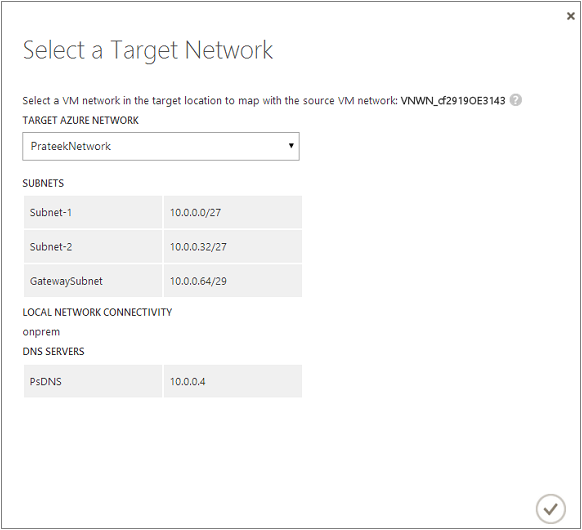 Select a Target Network
Select a VM network in the target location to map with the source VM network: VNWN_cf2919OE3143 ?
TARGET AZURE NETWORK
PrateekNetwork
SUBNETS
Subnet-1 10.0.0.0/27
Subnet-2 10.0.0.32/27
GatewaySubnet 10.0.0.64/29
LOCAL NETWORK CONNECTIVITY
onprem
DNS SERVERS
PsDNS 10.0.0.4